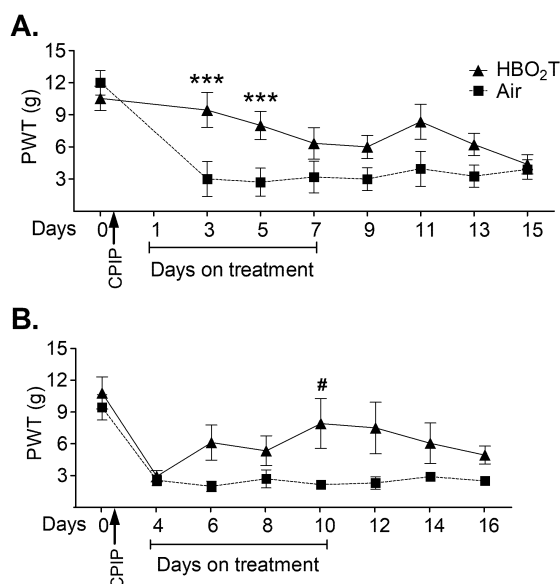 A.
15
12
9
6
3
PWT (g)
***
***
HBO₂T
Air
Days 0 1 3 5 7 9 11 13 15
CPIP
Days on treatment
B.
15
12
9
6
3
PWT (g)
#
Days 0 4 6 8 10 12 14 16
CPIP
Days on treatment